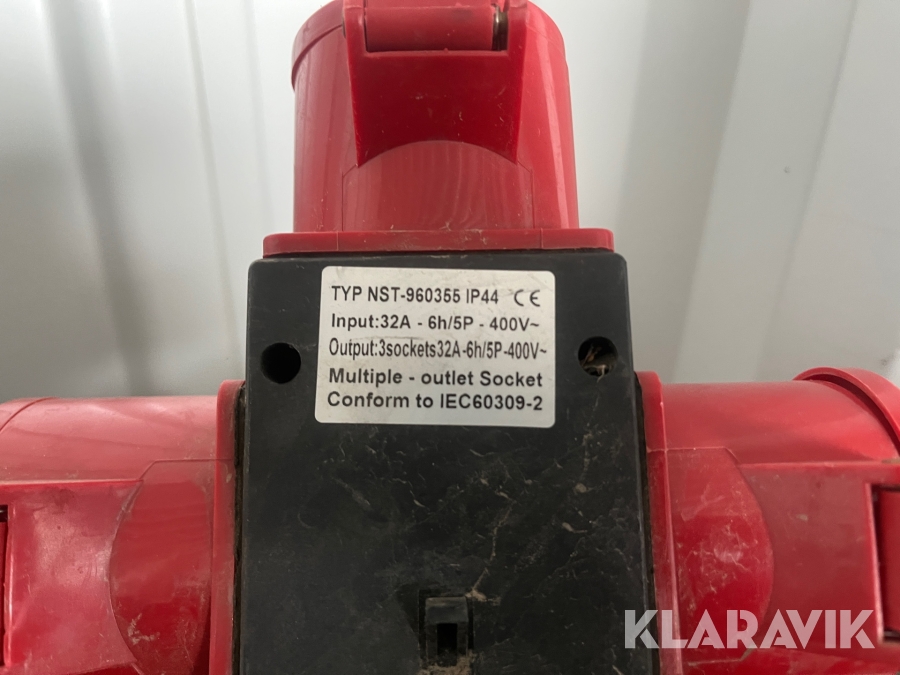 TYP NST-960355 IP44 CE
Input:32A - 6h/5P - 400V~
Output:3sockets32A-6h/5P-400V~
Multiple - outlet Socket
Conform to IEC60309-2
KLARAVIK